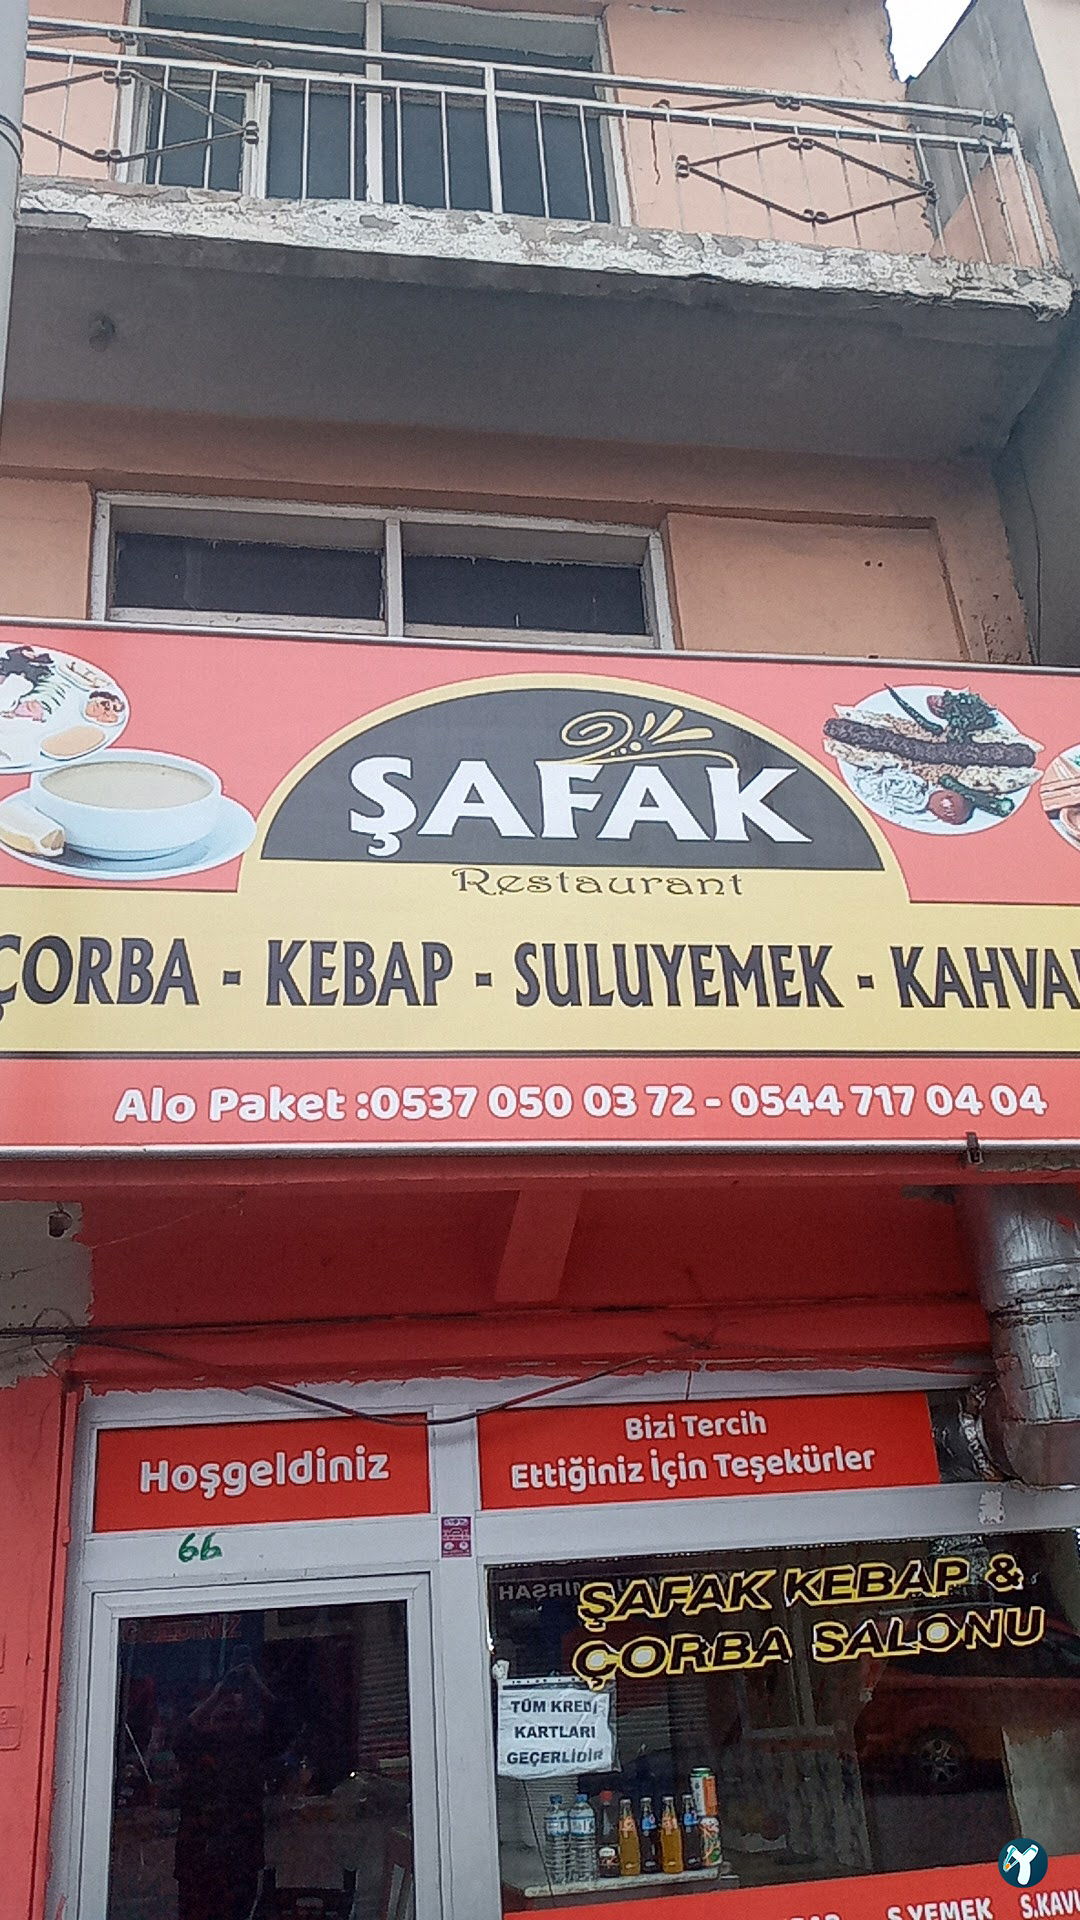 ŞAFAK
Restaurant
ÇORBA - KEBAP - SULUYEMEK -
Alo Paket :0537 050 03 72 - 0544 717 04 04
Hoşgeldiniz
Bizi Tercih
Ettiğiniz İçin Teşekürler
66
ŞAFAK KEBAP &
ÇORBA SALONU
TÜM KREDİ
KARTLARI
GEÇERLİDİR
S.YEMEK